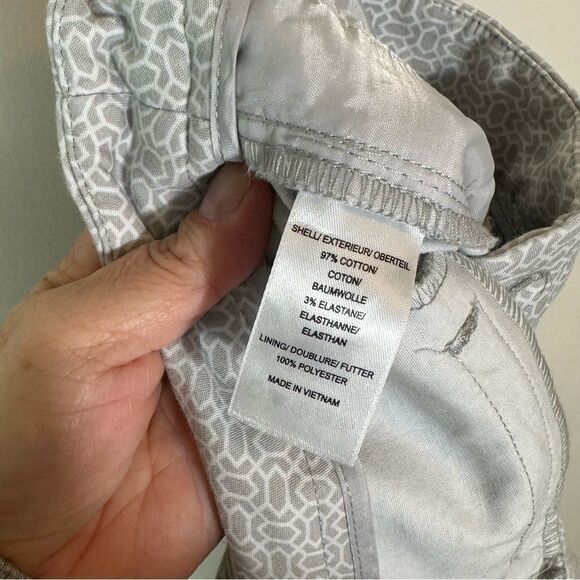 SHELL/ EXTERIEUR/ OBERTEIL
97% COTTON/
COTON/
BAUMWOLLE
3% ELASTANE/
ELASTHANNE/
ELASTHAN
LINING/ DOUBLURE/ FUTTER
100% POLYESTER
MADE IN VIETNAM